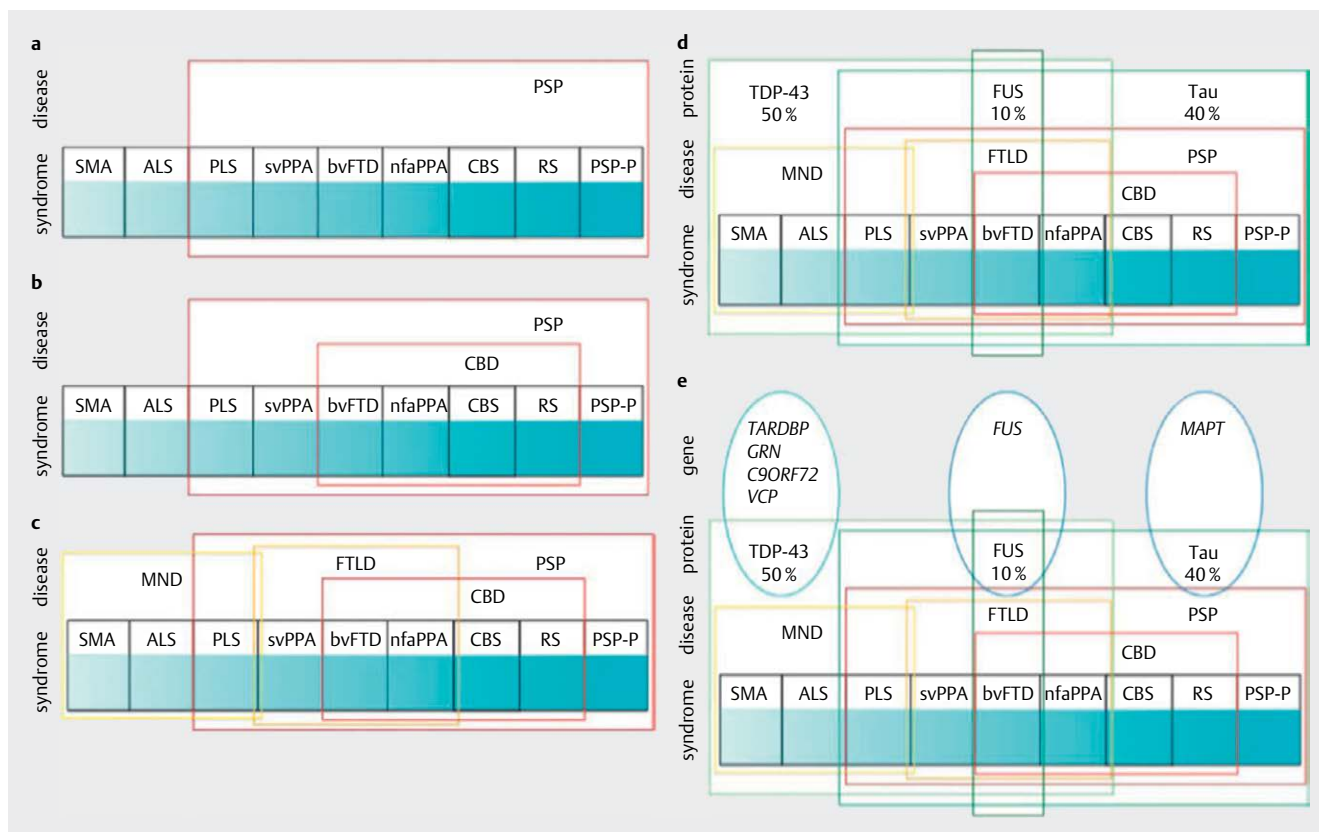 a
disease
PSP
syndrome
SMA ALS PLS svPPA bvFTD nfaPPA CBS RS PSP-P
b
disease
PSP
CBD
syndrome
SMA ALS PLS svPPA bvFTD nfaPPA CBS RS PSP-P
c
disease
MND FTLD PSP
CBD
syndrome
SMA ALS PLS svPPA bvFTD nfaPPA CBS RS PSP-P
d
protein
TDP-43 FUS Tau
50 % 10 % 40 %
disease
FTLD PSP
MND
CBD
syndrome
SMA ALS PLS svPPA bvFTD nfaPPA CBS RS PSP-P
e
gene
TARDBP FUS MAPT
GRN
C9ORF72
VCP
protein
TDP-43 FUS Tau
50 % 10 % 40 %
disease
FTLD PSP
MND
CBD
syndrome
SMA ALS PLS svPPA bvFTD nfaPPA CBS RS PSP-P